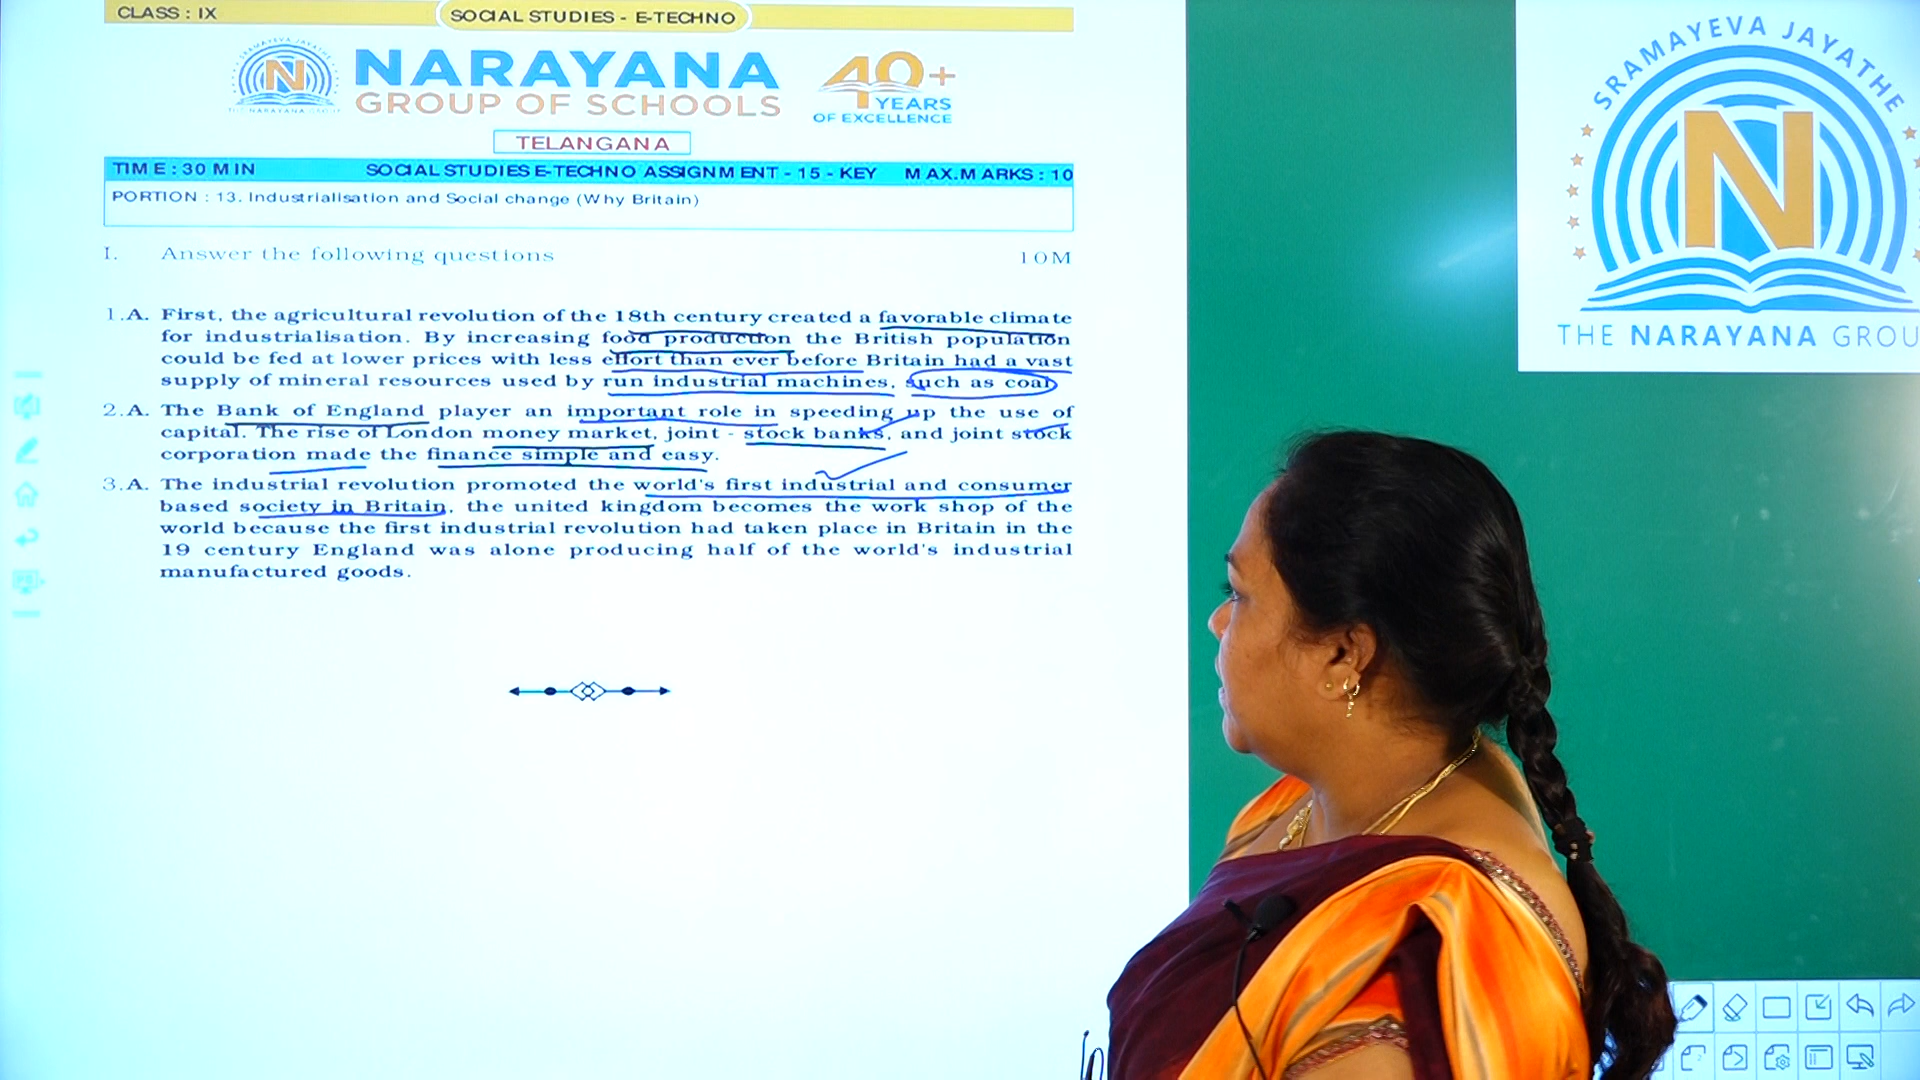 CLASS : IX
SOCIAL STUDIES - E-TECHNO
NARAYANA
GROUP OF SCHOOLS
40+
YEARS
OF EXCELLENCE
TELANGANA
TIME : 30 MIN SOCIAL STUDIES E-TECHNO ASSIGNMENT - 15 - KEY MAX.MARKS : 10
PORTION : 13. Industrialisation and Social change (Why Britain)
I. Answer the following questions 10M
1.A. First, the agricultural revolution of the 18th century created a favorable climate
for industrialisation. By increasing food production the British population
could be fed at lower prices with less effort than ever before Britain had a vast
supply of mineral resources used by run industrial machines, such as coal
2.A. The Bank of England player an important role in speeding up the use of
capital. The rise of London money market, joint - stock banks, and joint stock
corporation made the finance simple and easy.
3.A. The industrial revolution promoted the world's first industrial and consumer
based society in Britain, the united kingdom becomes the work shop of the
world because the first industrial revolution had taken place in Britain in the
19 century England was alone producing half of the world's industrial
manufactured goods.
SRAMAYEVA JAYATHE
N
THE NARAYANA GROU